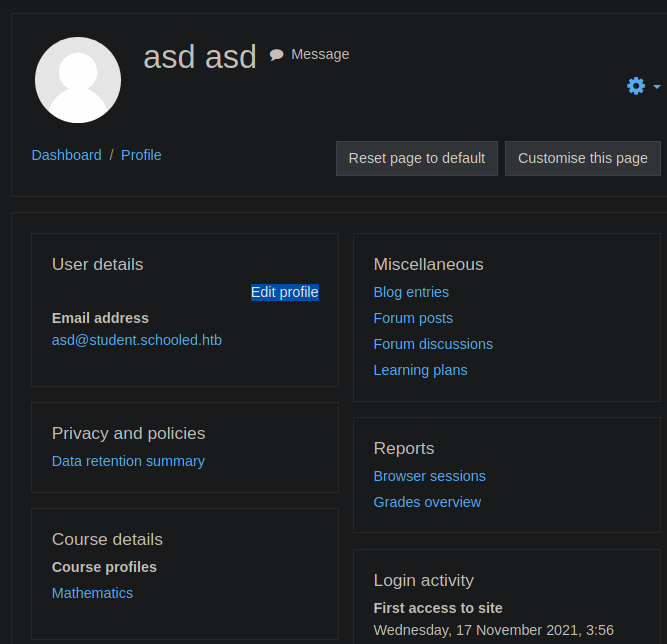 asd asd Message
Dashboard / Profile
Reset page to default
Customise this page
User details
Edit profile
Email address
asd@student.schooled.htb
Privacy and policies
Data retention summary
Course details
Course profiles
Mathematics
Miscellaneous
Blog entries
Forum posts
Forum discussions
Learning plans
Reports
Browser sessions
Grades overview
Login activity
First access to site
Wednesday, 17 November 2021, 3:56